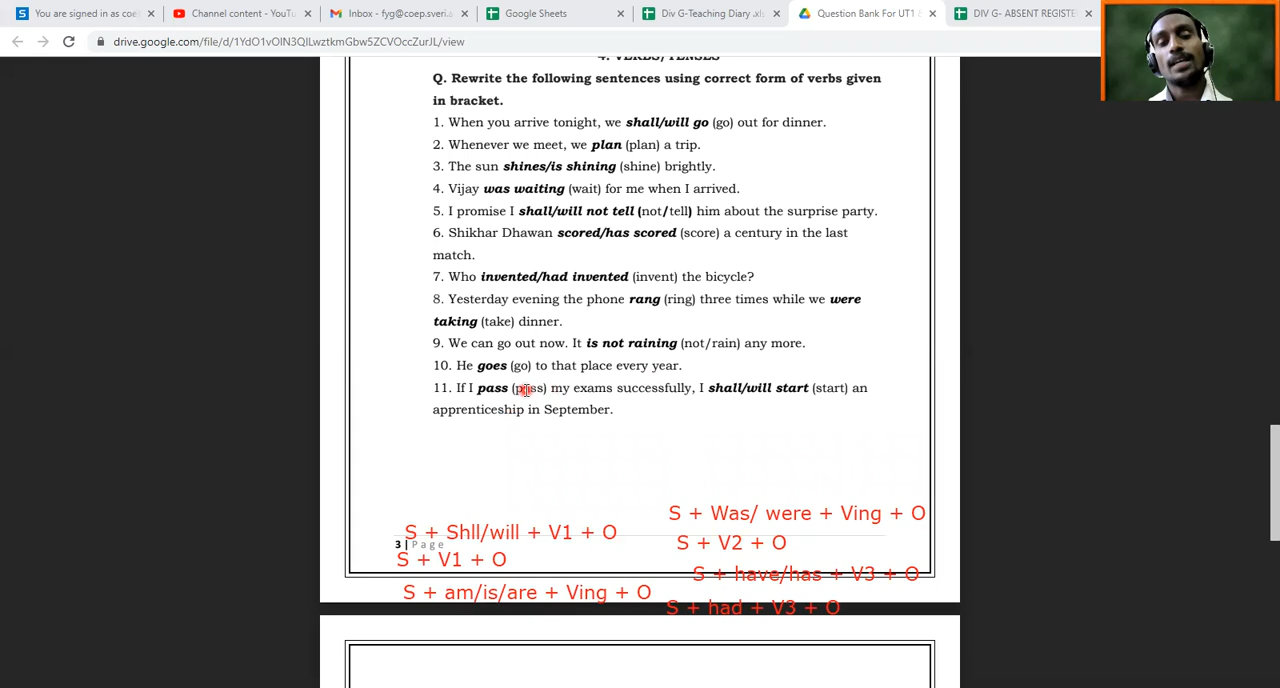 You are signed in as coe
Channel content - YouTu
Inbox - fyg@coep.sveri.a
Google Sheets
Div G-Teaching Diary .xls
Question Bank For UT1
DIV G- ABSENT REGISTE
drive.google.com/file/d/1YdO1vOIN3QILwztkmGbw5ZCVOccZurJL/view
4. VERBS/TENSES
Q. Rewrite the following sentences using correct form of verbs given
in bracket.
1. When you arrive tonight, we shall/will go (go) out for dinner.
2. Whenever we meet, we plan (plan) a trip.
3. The sun shines/is shining (shine) brightly.
4. Vijay was waiting (wait) for me when I arrived.
5. I promise I shall/will not tell (not/tell) him about the surprise party.
6. Shikhar Dhawan scored/has scored (score) a century in the last
match.
7. Who invented/had invented (invent) the bicycle?
8. Yesterday evening the phone rang (ring) three times while we were
taking (take) dinner.
9. We can go out now. It is not raining (not/rain) any more.
10. He goes (go) to that place every year.
11. If I pass (pass) my exams successfully, I shall/will start (start) an
apprenticeship in September.
S + Was/ were + Ving + O
S + Shll/will + V1 + O
S + V2 + O
3 | Page
S + V1 + O
S + have/has + V3 + O
S + am/is/are + Ving + O
S + had + V3 + O